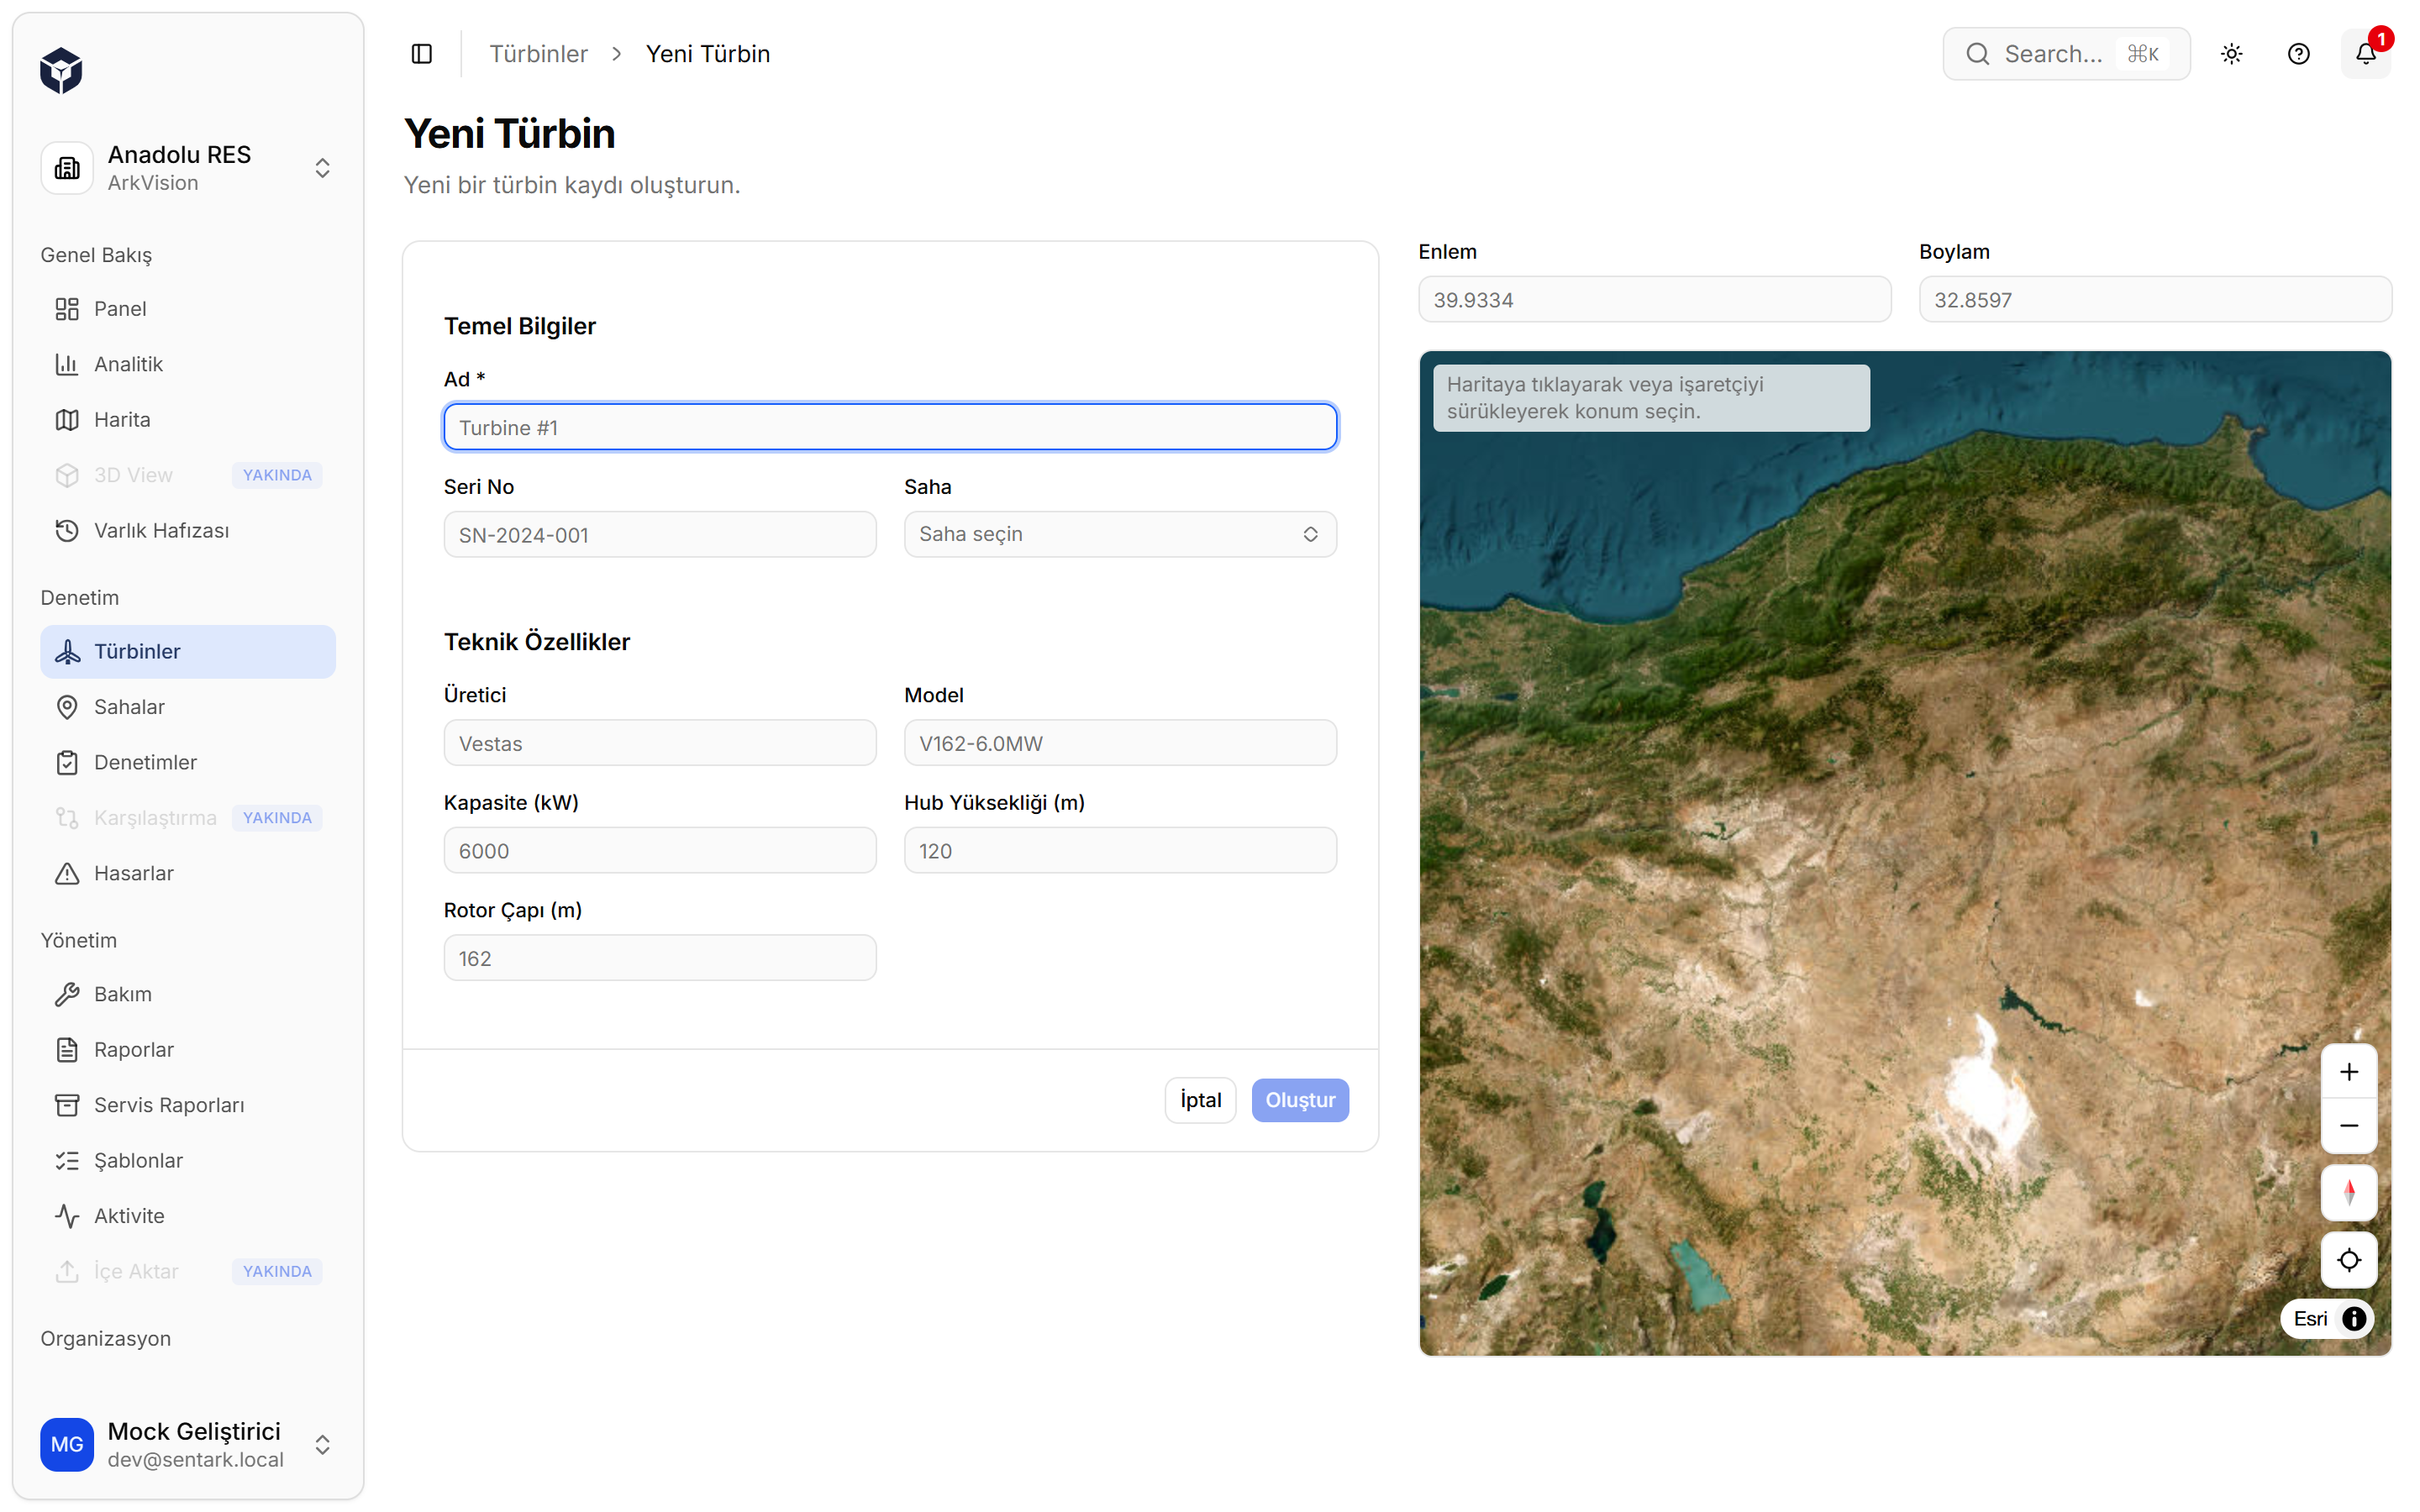 Anadolu RES
ArkVision
Genel Bakış
Panel
Analitik
Harita
3D View YAKINDA
Varlık Hafızası
Denetim
Türbinler
Sahalar
Denetimler
Karşılaştırma YAKINDA
Hasarlar
Yönetim
Bakım
Raporlar
Servis Raporları
Şablonlar
Aktivite
İçe Aktar YAKINDA
Organizasyon
MG
Mock Geliştirici
dev@sentark.local
Türbinler > Yeni Türbin
Search... ⌘K
1
Yeni Türbin
Yeni bir türbin kaydı oluşturun.
Temel Bilgiler
Ad *
Turbine #1
Seri No Saha
SN-2024-001 Saha seçin
Teknik Özellikler
Üretici Model
Vestas V162-6.0MW
Kapasite (kW) Hub Yüksekliği (m)
6000 120
Rotor Çapı (m)
162
İptal Oluştur
Enlem Boylam
39.9334 32.8597
Haritaya tıklayarak veya işaretçiyi
sürükleyerek konum seçin.
Esri